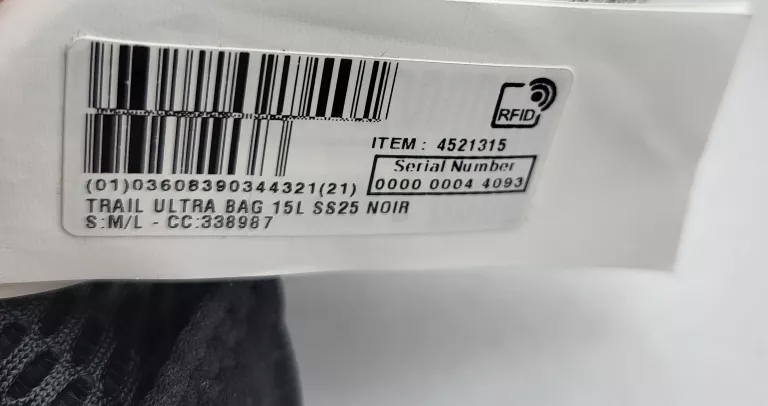 RFID
ITEM : 4521315
Serial Number
0000 0004 4093
(01)03608390344321(21)
TRAIL ULTRA BAG 15L SS25 NOIR
S:M/L - CC:338987